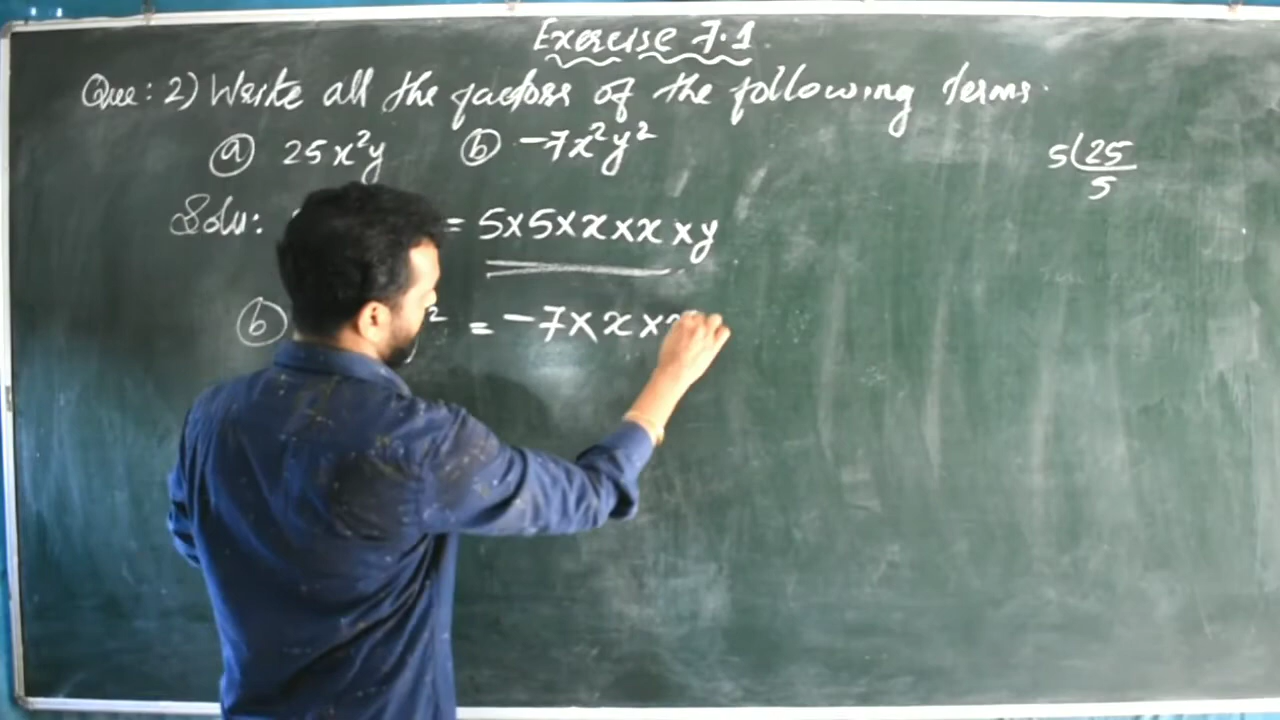 Exercise 7.1
Que: 2) Write all the factors of the following terms.
(a) 25x²y (b) -7x²y²
5(25
5
Solu: = 5×5×x×x×y
(b) ² = -7×x×x